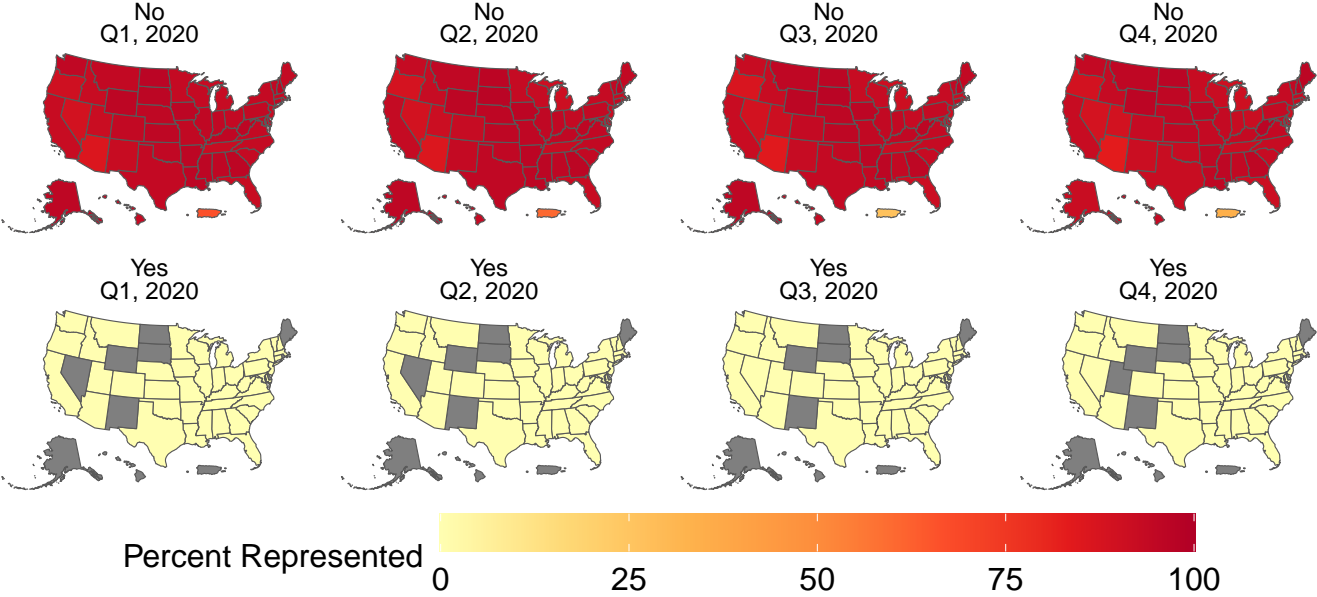 No
Q1, 2020
No
Q2, 2020
No
Q3, 2020
No
Q4, 2020
Yes
Q1, 2020
Yes
Q2, 2020
Yes
Q3, 2020
Yes
Q4, 2020
Percent Represented
0 25 50 75 100